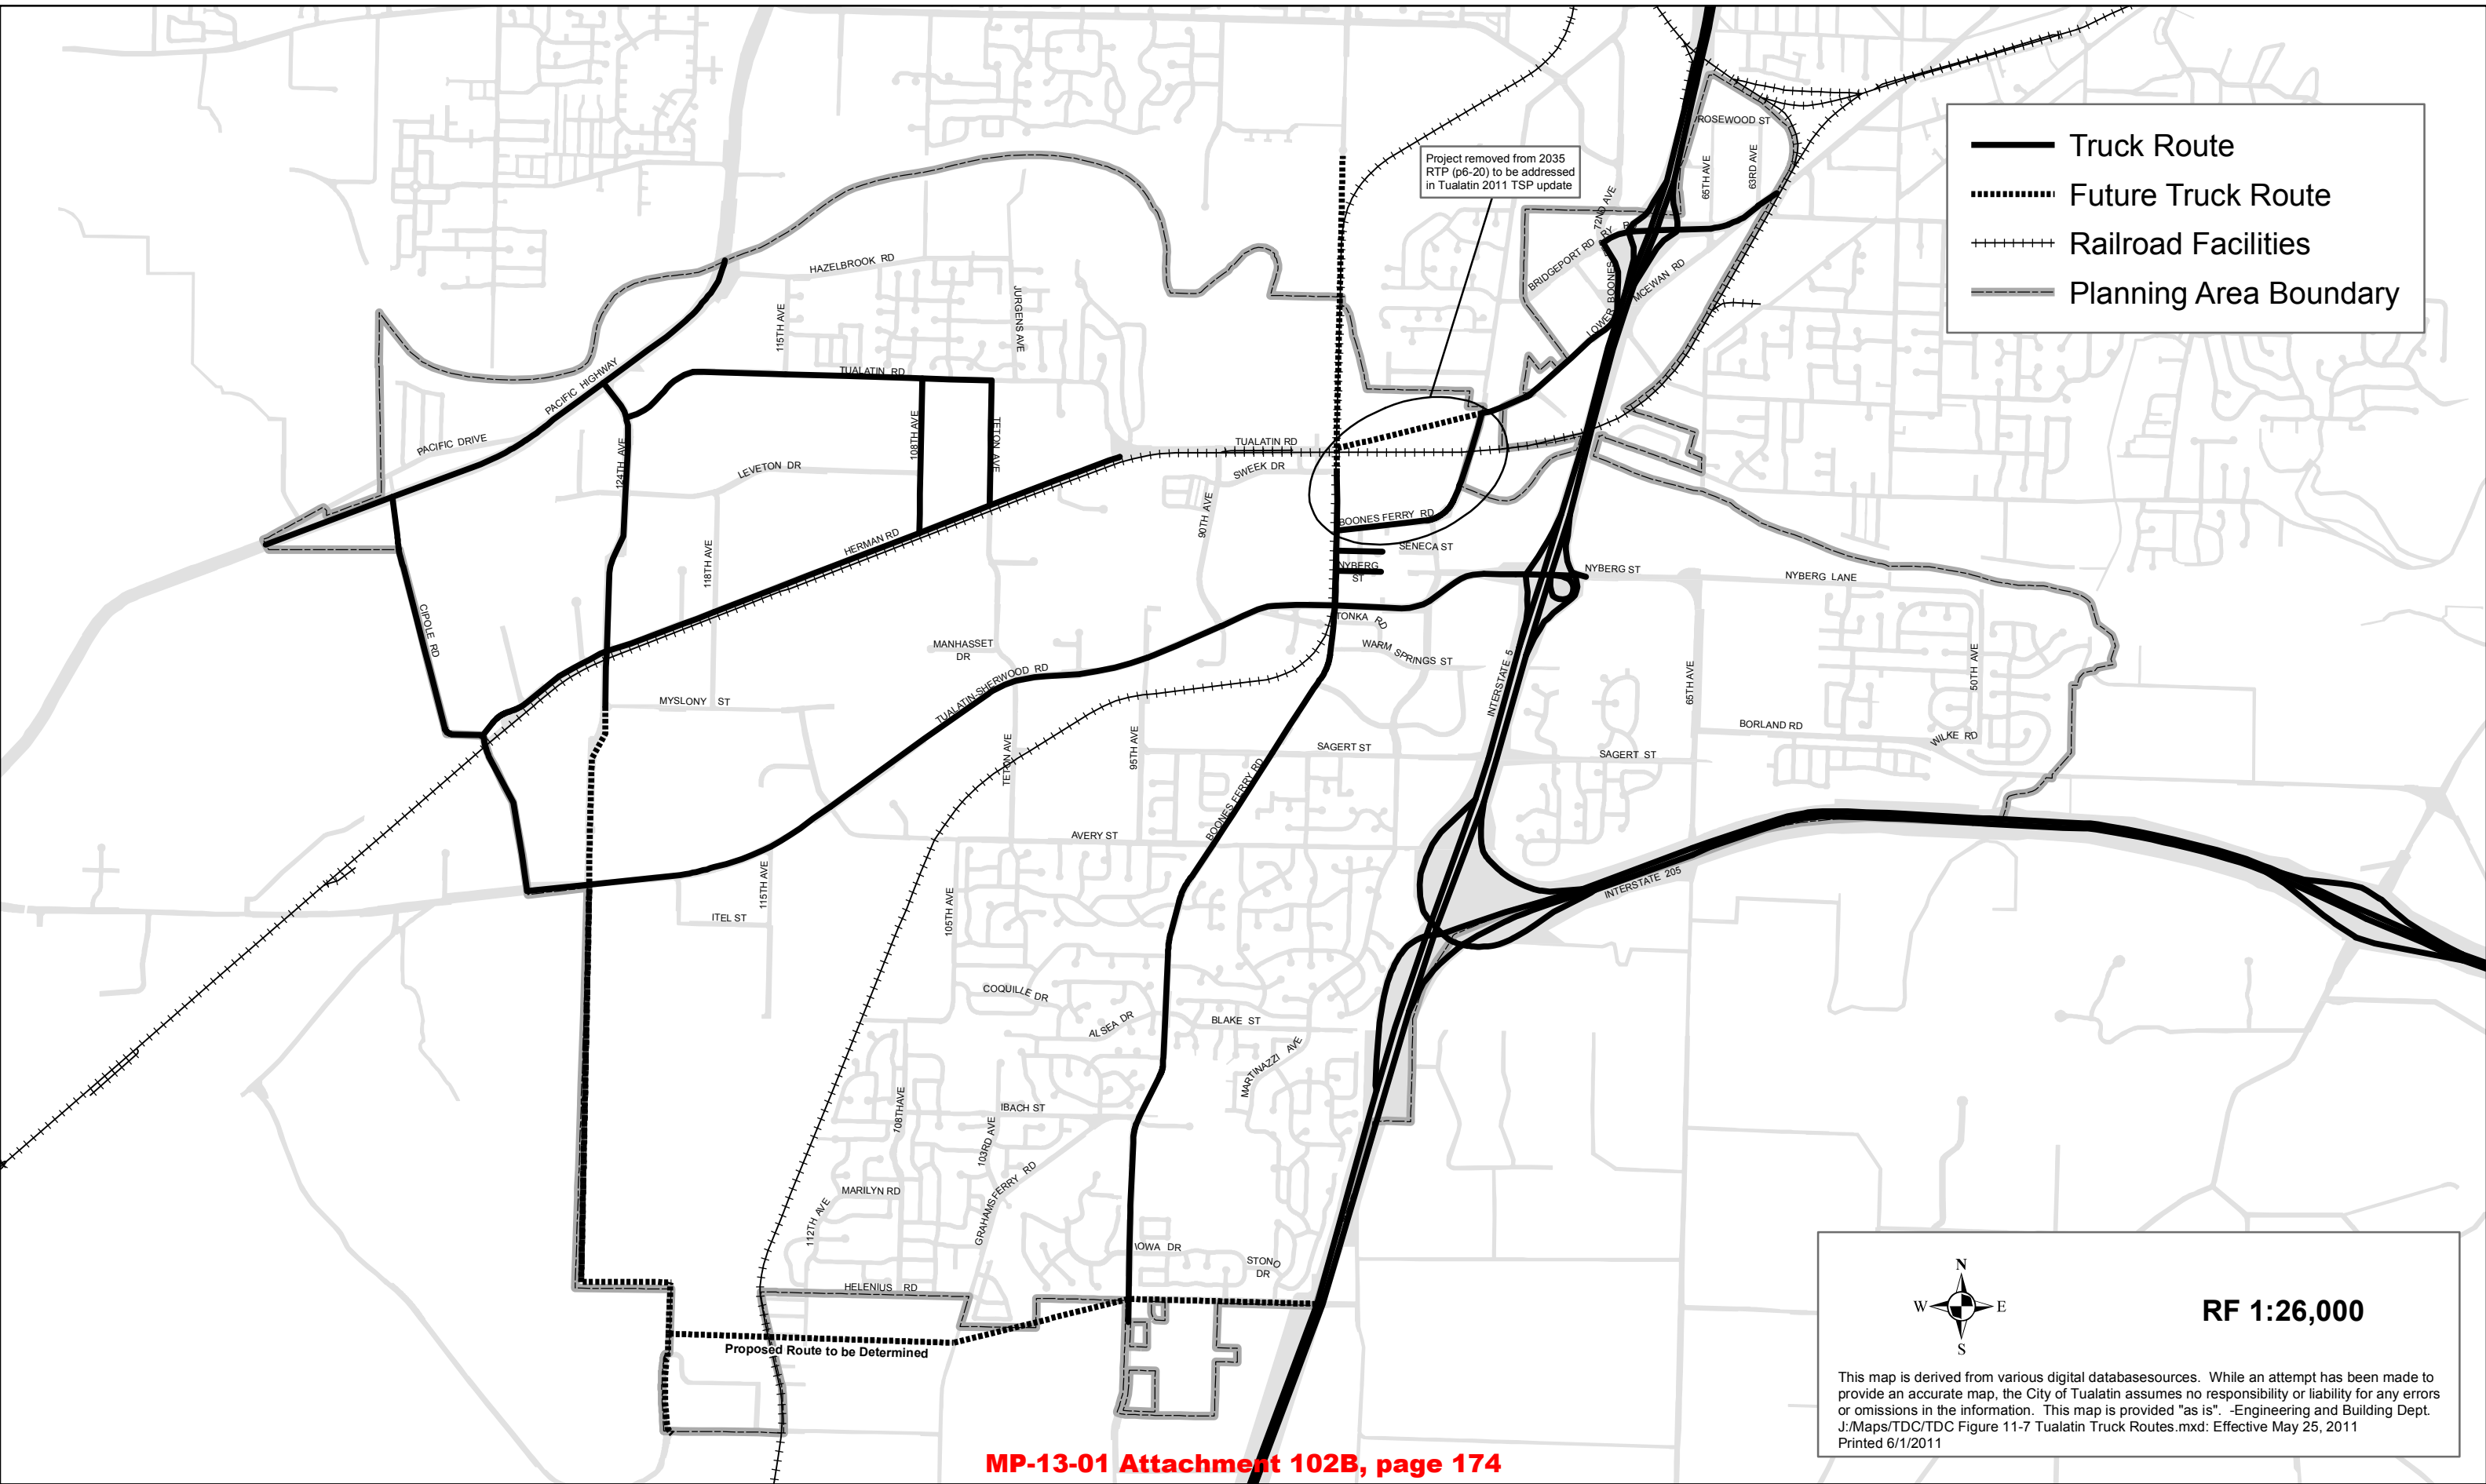 Truck Route
Future Truck Route
Railroad Facilities
Planning Area Boundary
Project removed from 2035
RTP (p6-20) to be addressed
in Tualatin 2011 TSP update
ROSEWOOD ST
65TH AVE
63RD AVE
72ND AVE
BRIDGEPORT RD
LOWER BOONES
RY
MCEWAN RD
HAZELBROOK RD
115TH AVE
JURGENS AVE
TUALATIN RD
PACIFIC HIGHWAY
PACIFIC DRIVE
124TH AVE
108TH AVE
TETON AVE
LEVETON DR
TUALATIN RD
SWEEK DR
90TH AVE
BOONES FERRY RD
SENECA ST
NYBERG
ST
NYBERG ST
NYBERG LANE
118TH AVE
HERMAN RD
CIPOLE RD
MANHASSET
DR
TONKA RD
WARM SPRINGS ST
INTERSTATE 5
65TH AVE
50TH AVE
TUALATIN-SHERWOOD RD
MYSLONY ST
TETON AVE
95TH AVE
SAGERT ST
SAGERT ST
BORLAND RD
WILKE RD
BOONES FERRY RD
AVERY ST
INTERSTATE 205
115TH AVE
ITEL ST
105TH AVE
COQUILLE DR
ALSEA DR
BLAKE ST
MARTINAZZI AVE
108TH AVE
IBACH ST
103RD AVE
GRAHAMS FERRY RD
MARILYN RD
112TH AVE
IOWA DR
STONO
DR
HELENIUS RD
Proposed Route to be Determined
N
W E
S
RF 1:26,000
This map is derived from various digital databasesources. While an attempt has been made to
provide an accurate map, the City of Tualatin assumes no responsibility or liability for any errors
or omissions in the information. This map is provided "as is". -Engineering and Building Dept.
J:/Maps/TDC/TDC Figure 11-7 Tualatin Truck Routes.mxd: Effective May 25, 2011
Printed 6/1/2011
MP-13-01 Attachment 102B, page 174